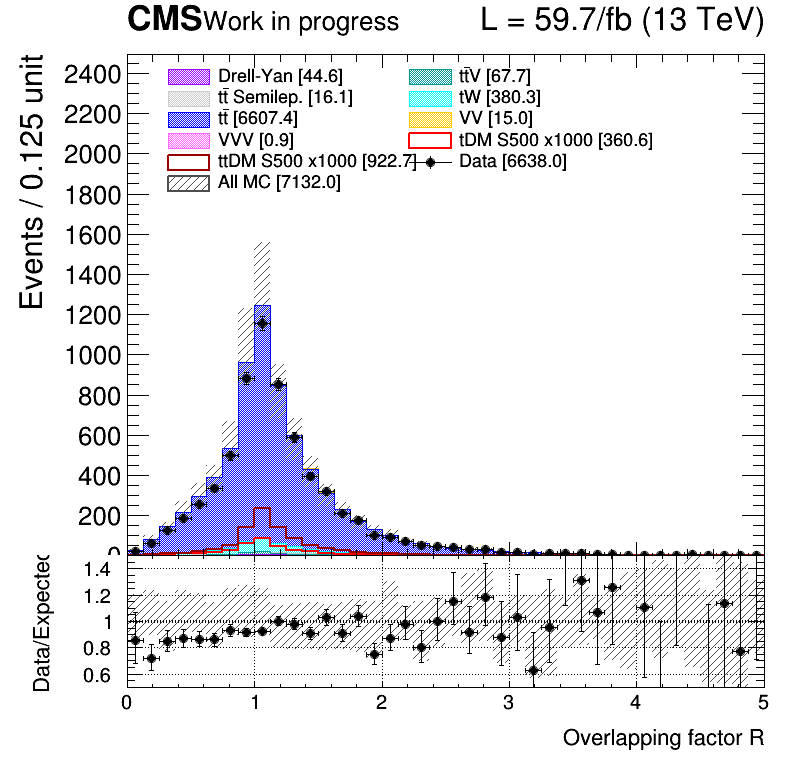 CMS Work in progress L = 59.7/fb (13 TeV)
Events / 0.125 unit
2400
2200
2000
1800
1600
1400
1200
1000
800
600
400
200
0
Drell-Yan [44.6] tt̄V [67.7]
tt̄ Semilep. [16.1] tW [380.3]
tt̄ [6607.4] VV [15.0]
VVV [0.9] tDM S500 x1000 [360.6]
ttDM S500 x1000 [922.7] Data [6638.0]
All MC [7132.0]
Data/Expected
1.4
1.2
1
0.8
0.6
0 1 2 3 4 5
Overlapping factor R